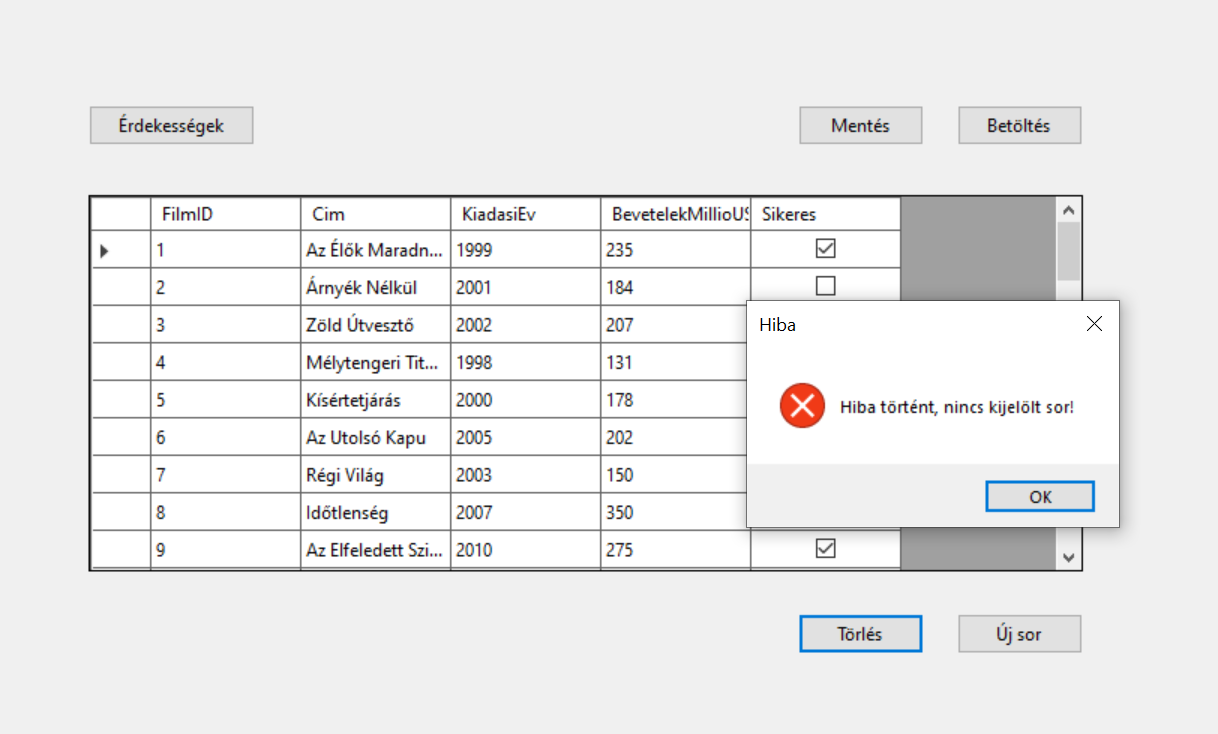 Érdekességek Mentés Betöltés
FilmID Cim KiadasiEv BevetelekMillioUS Sikeres
1 Az Élők Maradn... 1999 235
2 Árnyék Nélkül 2001 184
3 Zöld Útvesztő 2002 207
4 Mélytengeri Tit... 1998 131
5 Kísértetjárás 2000 178
6 Az Utolsó Kapu 2005 202
7 Régi Világ 2003 150
8 Időtlenség 2007 350
9 Az Elfeledett Szi... 2010 275
Hiba
Hiba történt, nincs kijelölt sor!
OK
Törlés Új sor